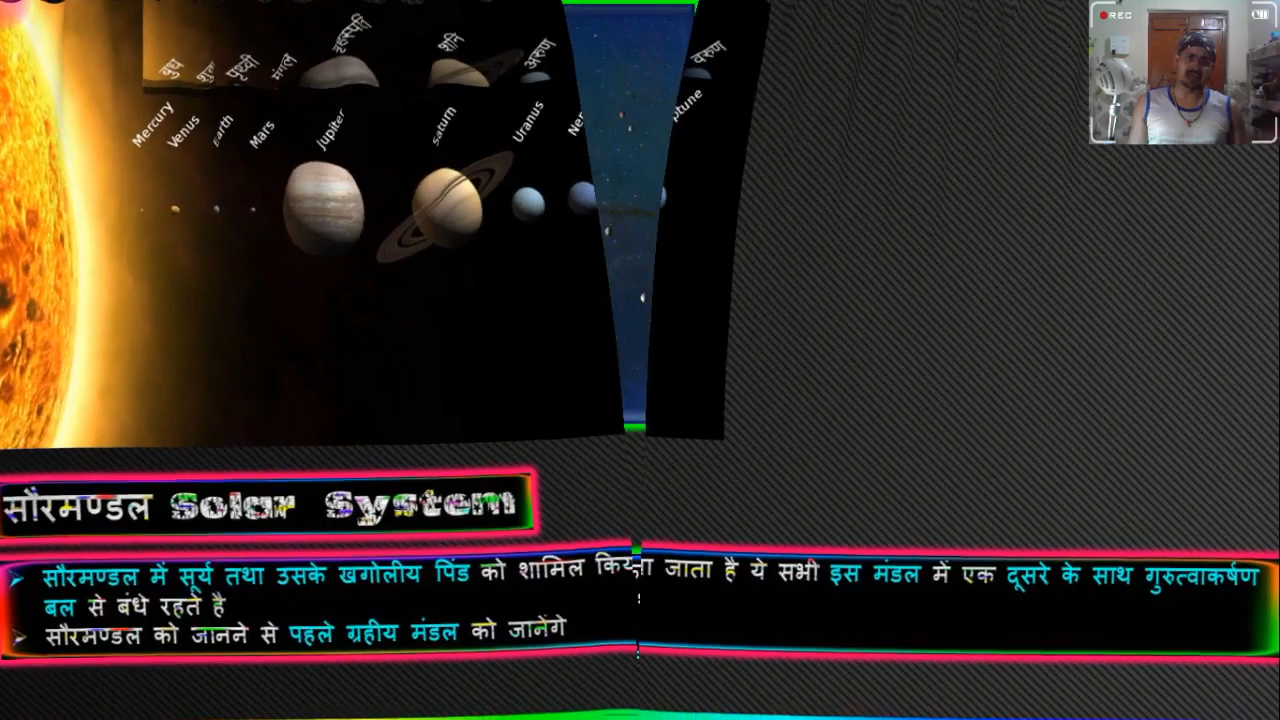 बुध शुक्र पृथ्वी मंगल बृहस्पति शनि अरुण वरुण
Mercury Venus Earth Mars Jupiter Saturn Uranus Neptune
REC
सौरमण्डल Solar System
सौरमण्डल में सूर्य तथा उसके खगोलीय पिंड को शामिल किया जाता है ये सभी इस मंडल में एक दूसरे के साथ गुरुत्वाकर्षण
बल से बंधे रहते है
सौरमण्डल को जानने से पहले ग्रहीय मंडल को जानेंगे